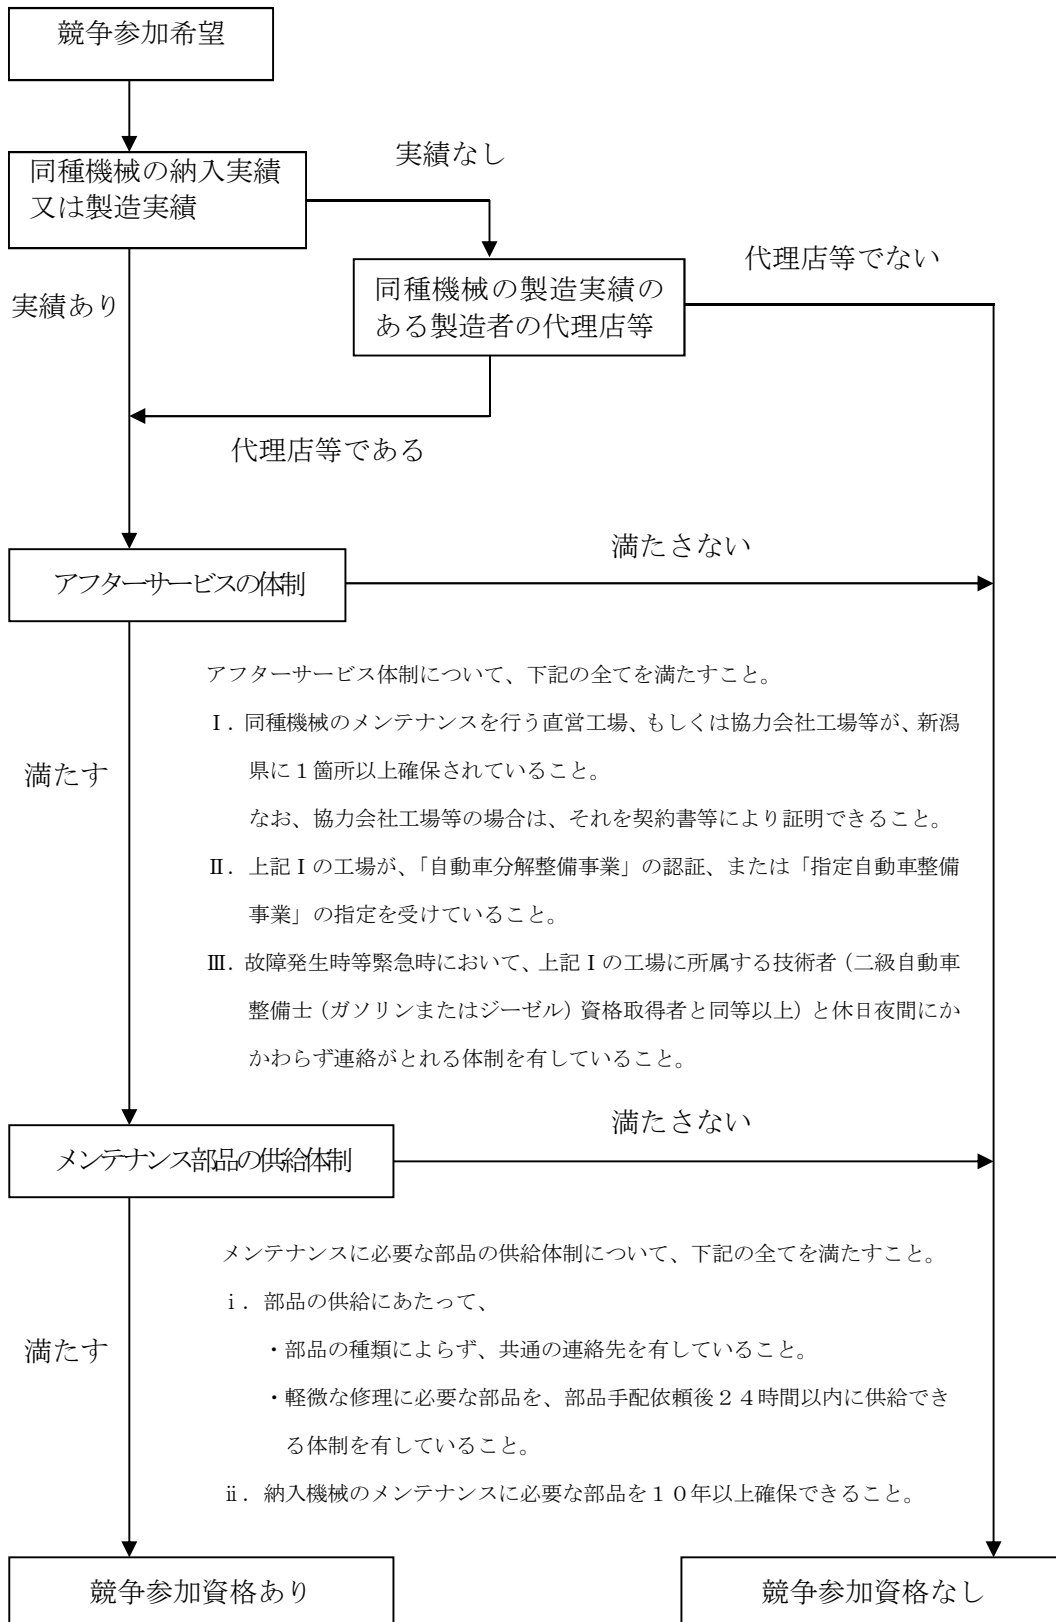 競争参加希望
実績なし
同種機械の納入実績
又は製造実績
代理店等でない
実績あり
同種機械の製造実績の
ある製造者の代理店等
代理店等である
満たさない
アフターサービスの体制
アフターサービス体制について、下記の全てを満たすこと。
Ⅰ．同種機械のメンテナンスを行う直営工場、もしくは協力会社工場等が、新潟
県に１箇所以上確保されていること。
満たす
なお、協力会社工場等の場合は、それを契約書等により証明できること。
Ⅱ．上記Ⅰの工場が、「自動車分解整備事業」の認証、または「指定自動車整備
事業」の指定を受けていること。
Ⅲ．故障発生時等緊急時において、上記Ⅰの工場に所属する技術者（二級自動車
整備士（ガソリンまたはジーゼル）資格取得者と同等以上）と休日夜間にか
かわらず連絡がとれる体制を有していること。
満たさない
メンテナンス部品の供給体制
メンテナンスに必要な部品の供給体制について、下記の全てを満たすこと。
ⅰ．部品の供給にあたって、
満たす
・部品の種類によらず、共通の連絡先を有していること。
・軽微な修理に必要な部品を、部品手配依頼後２４時間以内に供給でき
る体制を有していること。
ⅱ．納入機械のメンテナンスに必要な部品を１０年以上確保できること。
競争参加資格あり
競争参加資格なし